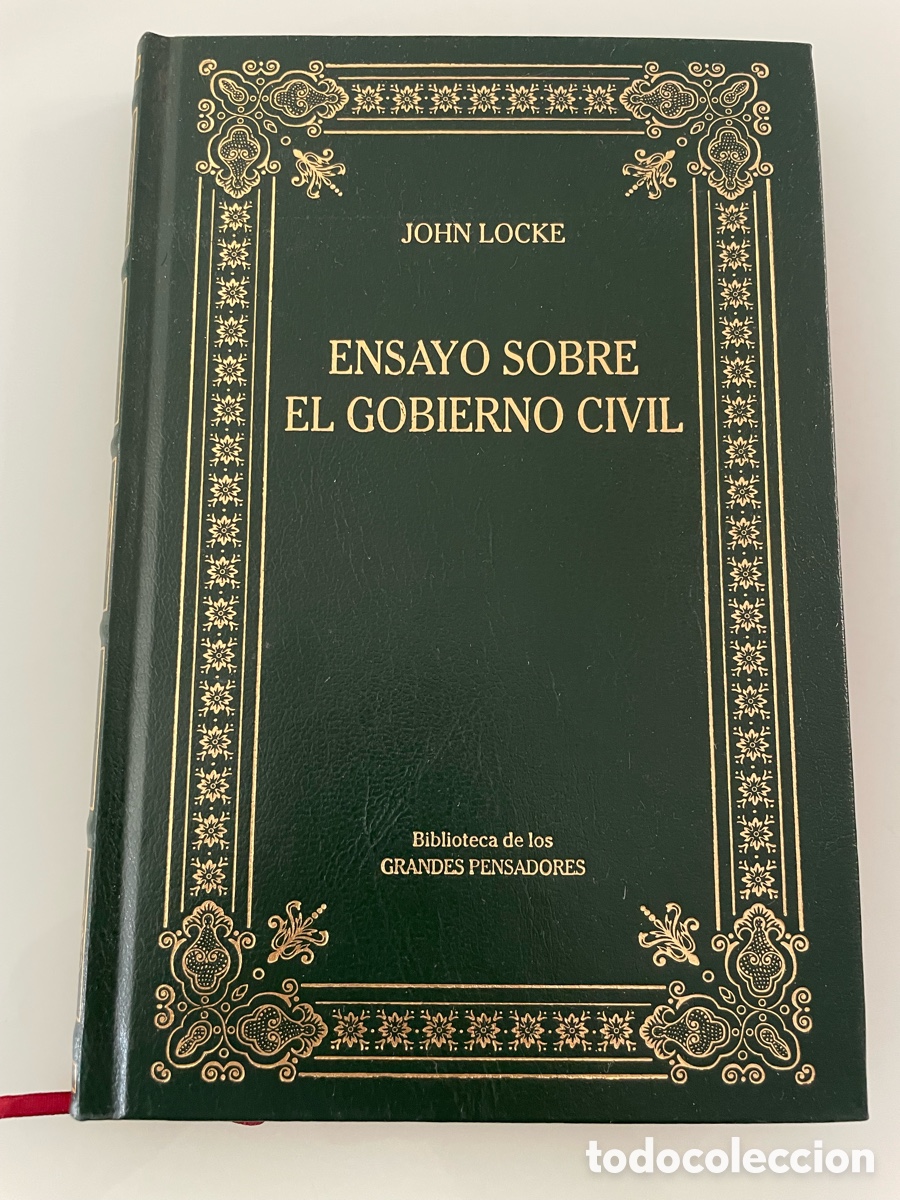 JOHN LOCKE
ENSAYO SOBRE
EL GOBIERNO CIVIL
Biblioteca de los
GRANDES PENSADORES
todocoleccion